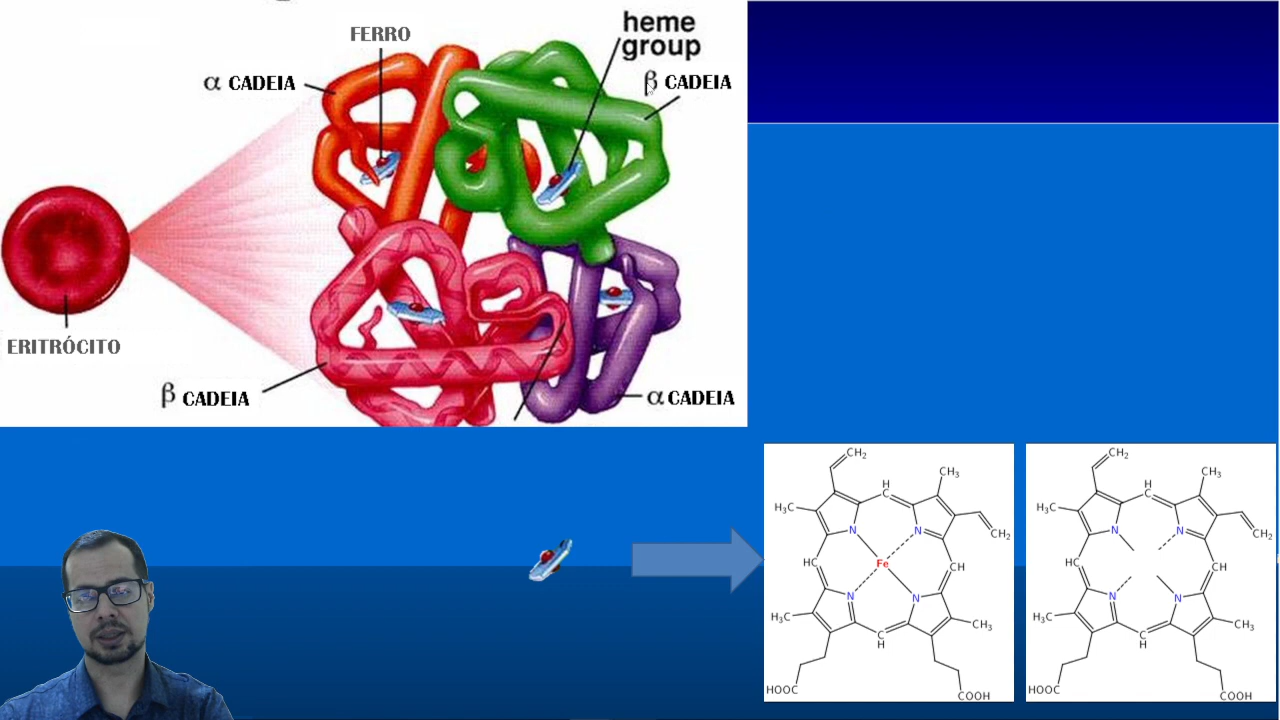 FERRO
heme
group
α CADEIA
β CADEIA
ERITRÓCITO
β CADEIA
α CADEIA
CH₂
CH₃
H
C
H₃C
N
N
CH₂
HC
Fe
CH
N
N
H₃C
CH₃
C
H
HOOC
COOH
CH₂
CH₃
H
C
H₃C
N
N
CH₂
HC
CH
N
N
H₃C
CH₃
C
H
HOOC
COOH